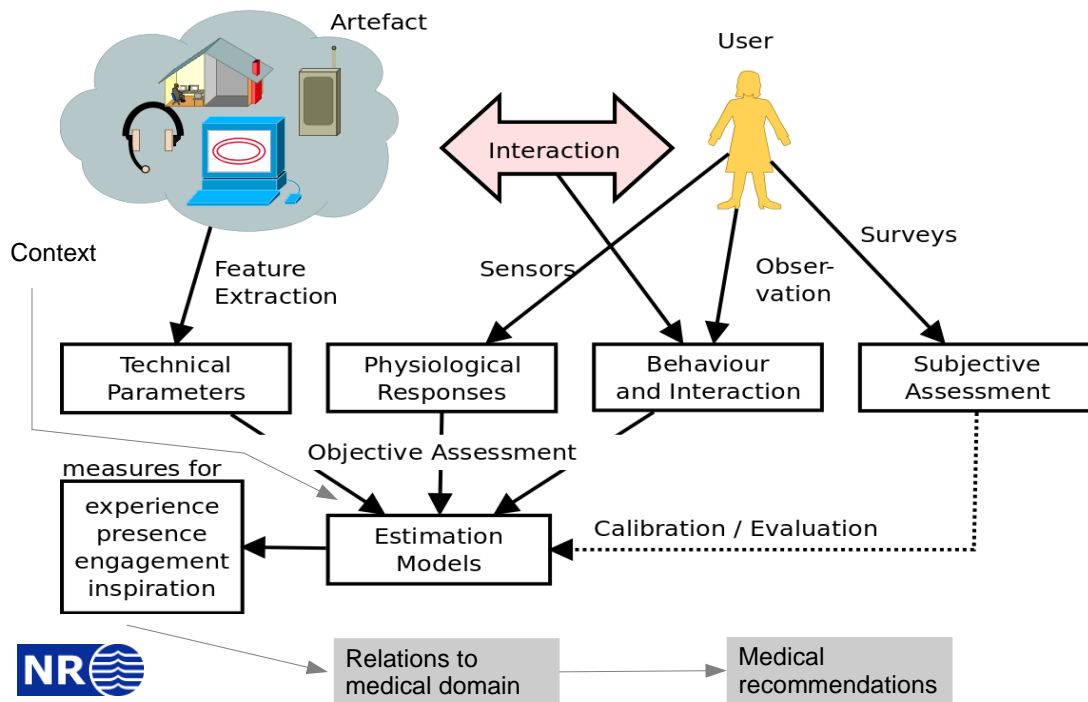 Artefact
User
Interaction
Context
Feature
Extraction
Sensors
Obser-
vation
Surveys
Technical
Parameters
Physiological
Responses
Behaviour
and Interaction
Subjective
Assessment
Objective Assessment
measures for
experience
presence
engagement
inspiration
Estimation
Models
Calibration / Evaluation
NR
Relations to
medical domain
Medical
recommendations